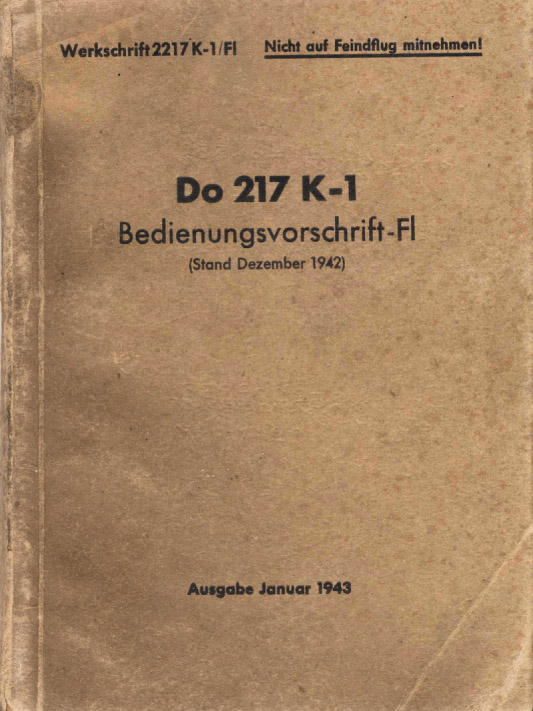 Werkschrift 2217 K-1/Fl Nicht auf Feindflug mitnehmen!
Do 217 K-1
Bedienungsvorschrift-Fl
(Stand Dezember 1942)
Ausgabe Januar 1943